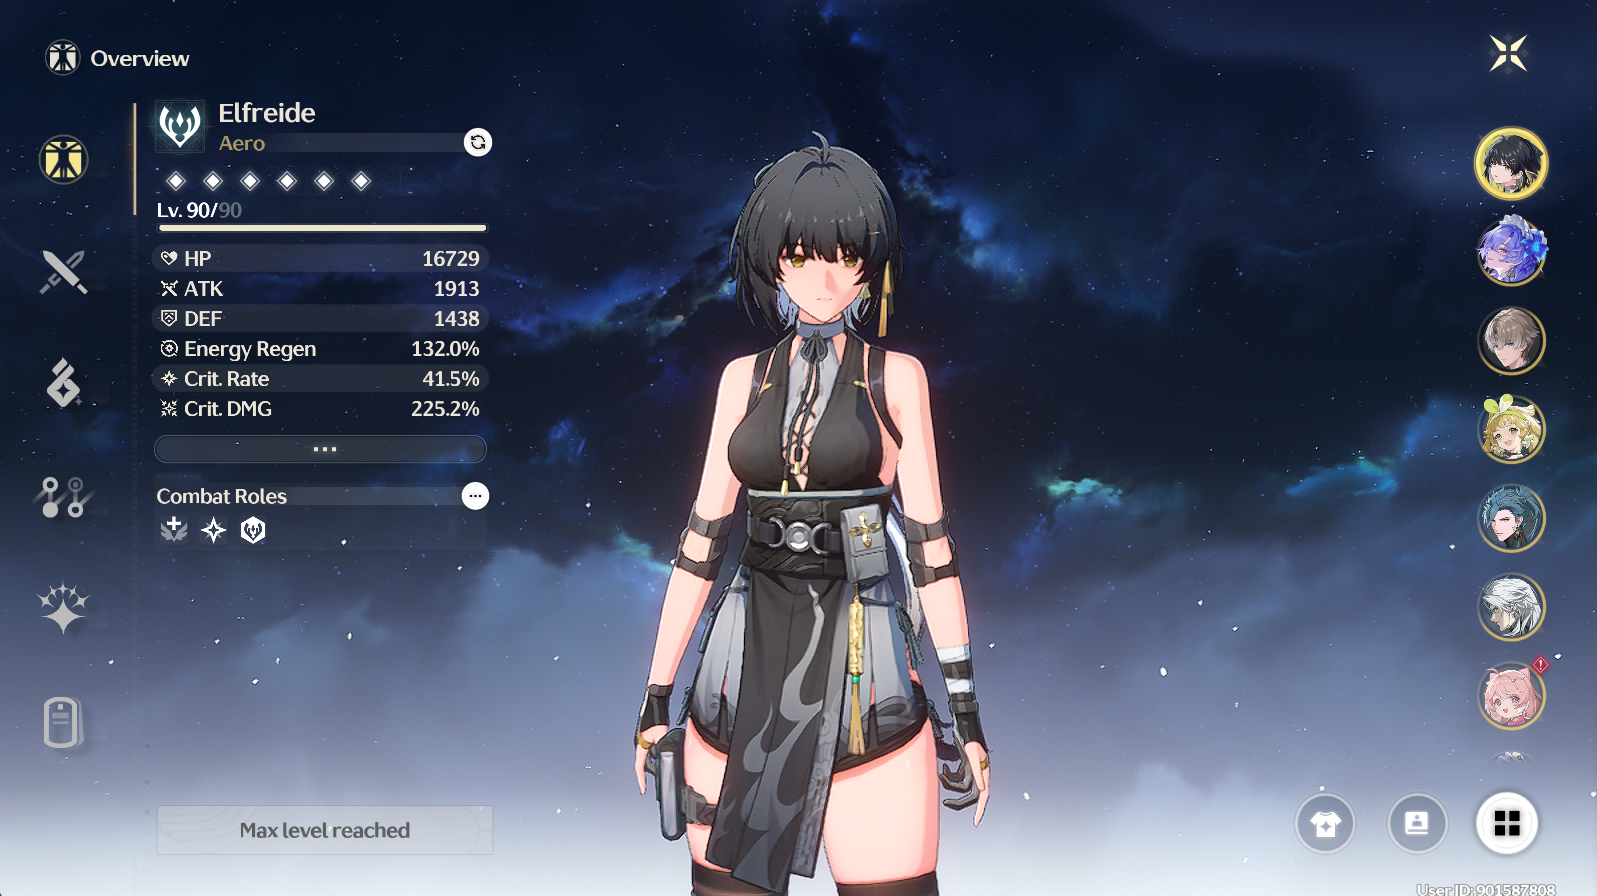 Overview
Elfreide
Aero
Lv. 90/90
HP 16729
ATK 1913
DEF 1438
Energy Regen 132.0%
Crit. Rate 41.5%
Crit. DMG 225.2%
Combat Roles
Max level reached
User ID:901587808